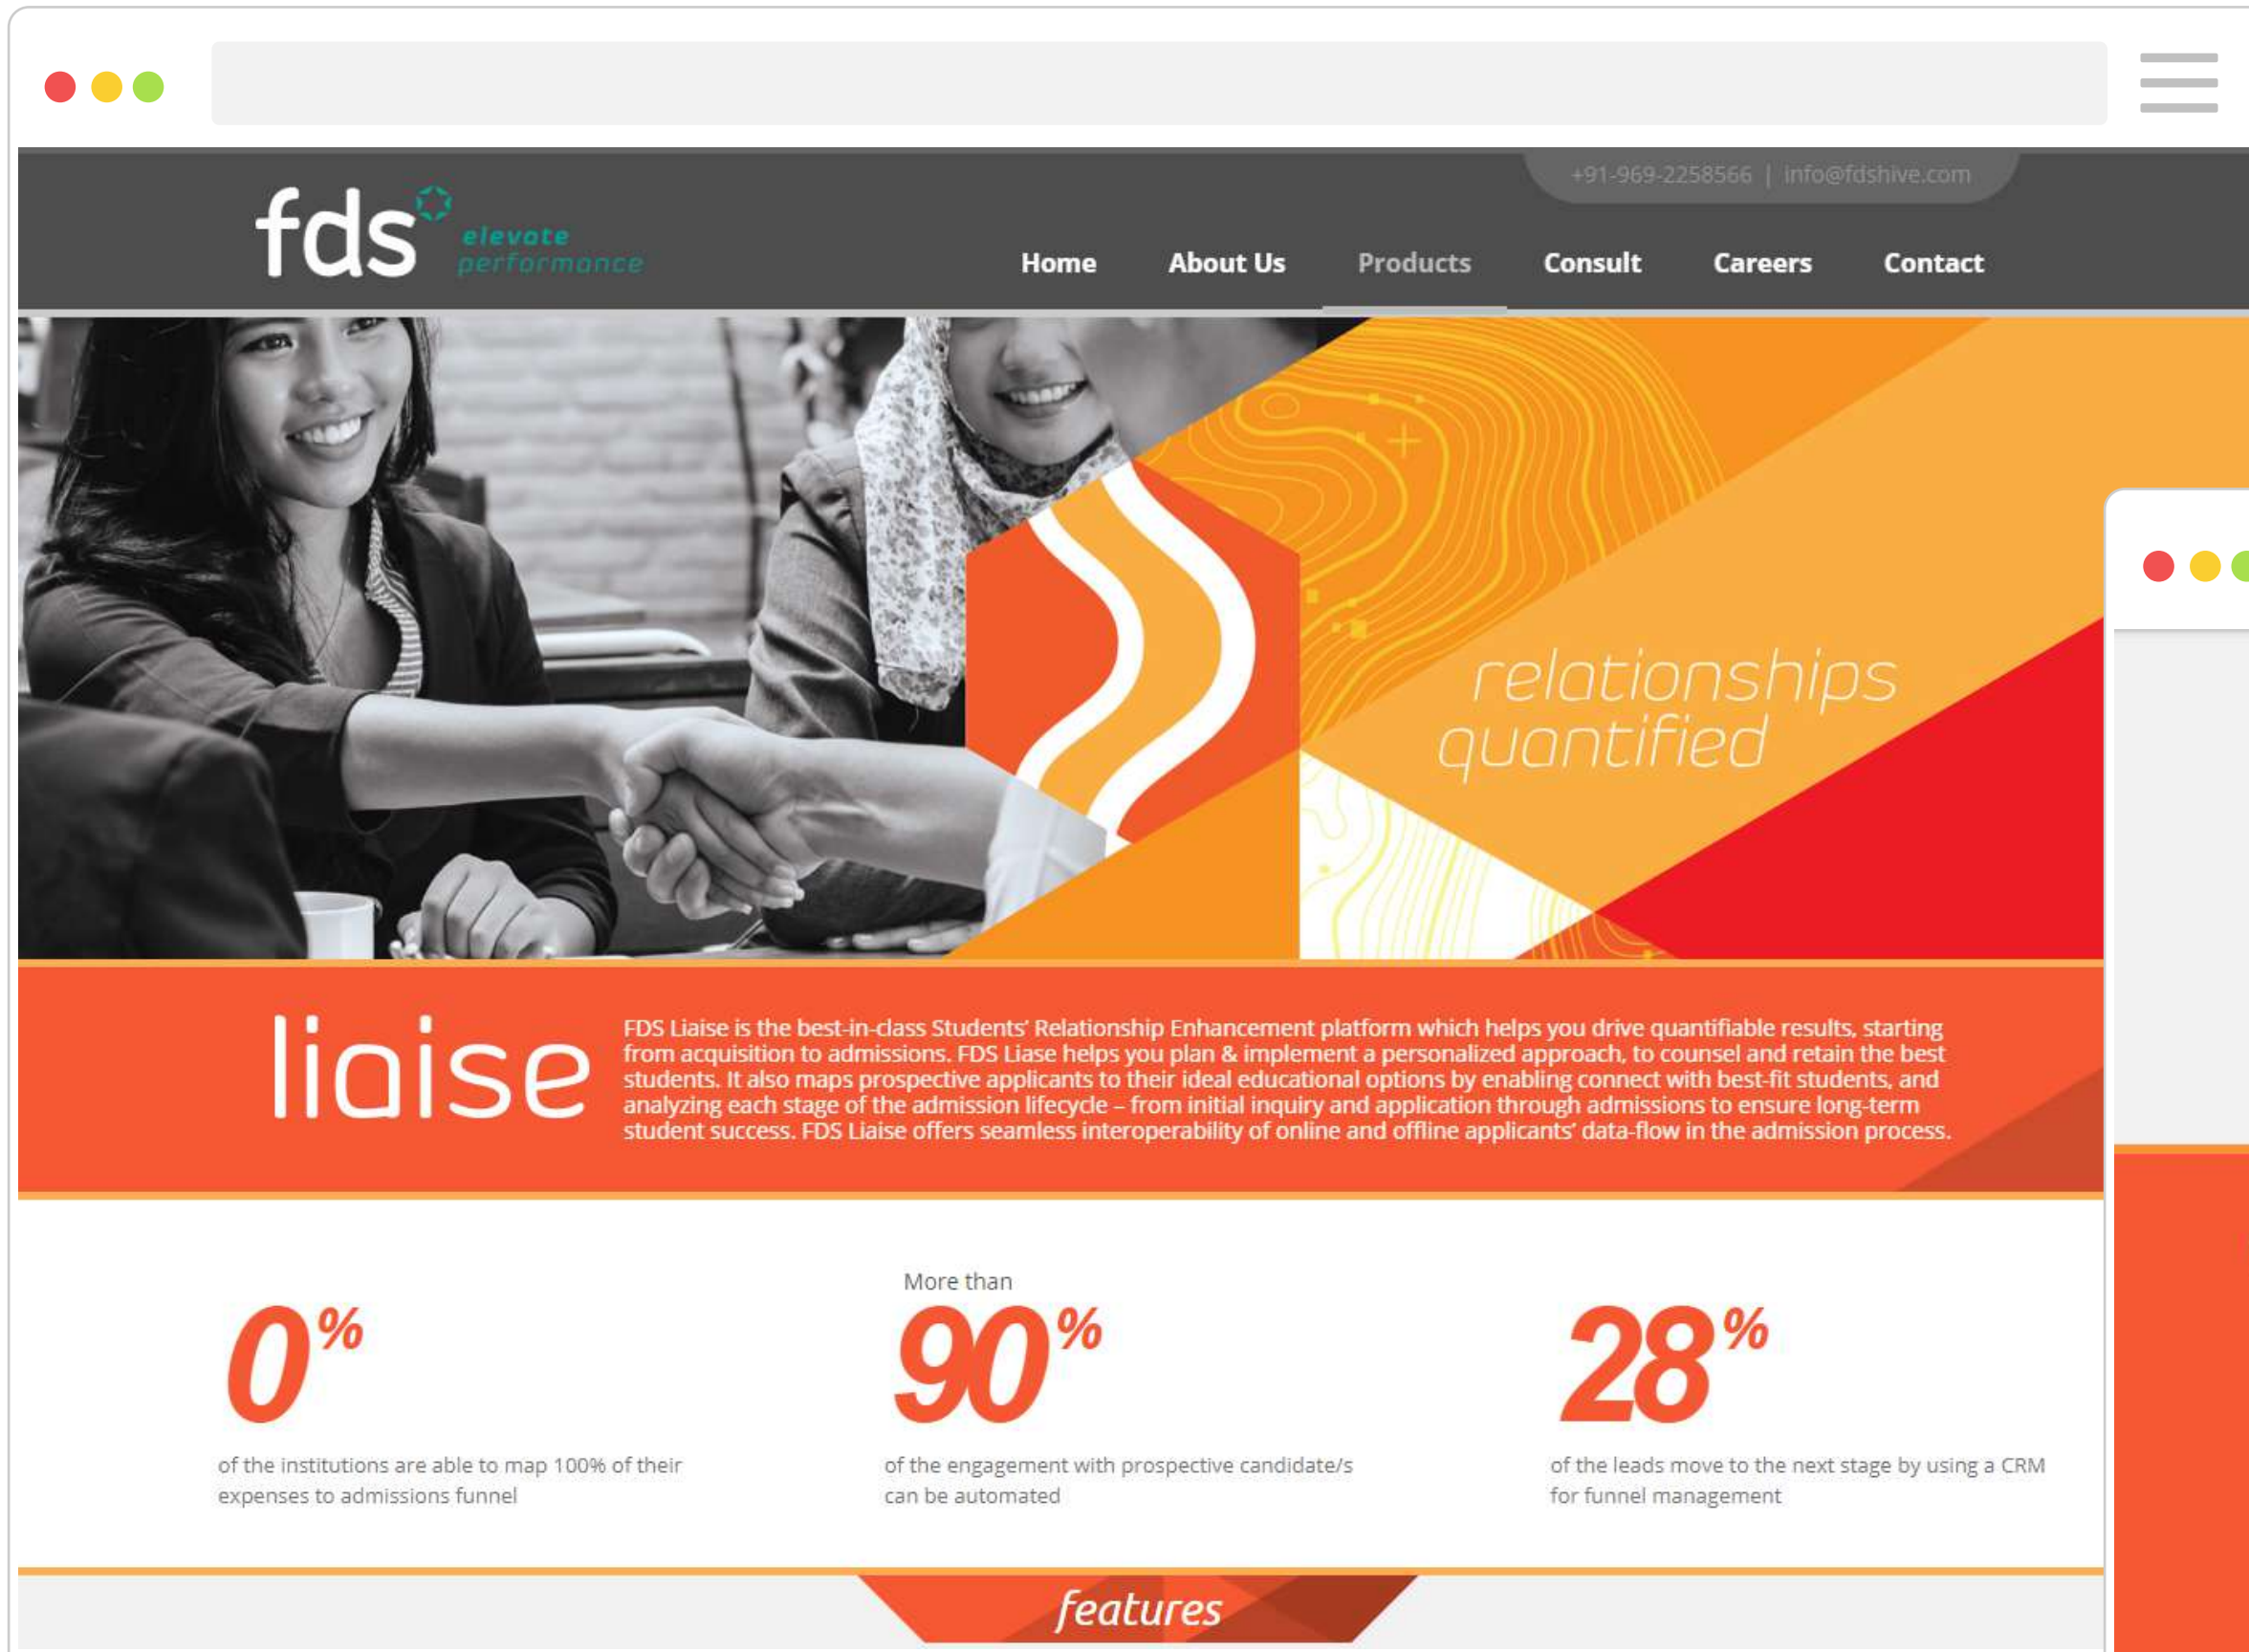 +91-969-2258566 | info@fdshive.com
fds
elevate
performance
Home About Us Products Consult Careers Contact
relationships
quantified
liaise
FDS Liaise is the best-in-class Students' Relationship Enhancement platform which helps you drive quantifiable results, starting
from acquisition to admissions. FDS Liase helps you plan & implement a personalized approach, to counsel and retain the best
students. It also maps prospective applicants to their ideal educational options by enabling connect with best-fit students, and
analyzing each stage of the admission lifecycle – from initial inquiry and application through admissions to ensure long-term
student success. FDS Liaise offers seamless interoperability of online and offline applicants' data-flow in the admission process.
0%
of the institutions are able to map 100% of their
expenses to admissions funnel
More than
90%
of the engagement with prospective candidate/s
can be automated
28%
of the leads move to the next stage by using a CRM
for funnel management
features